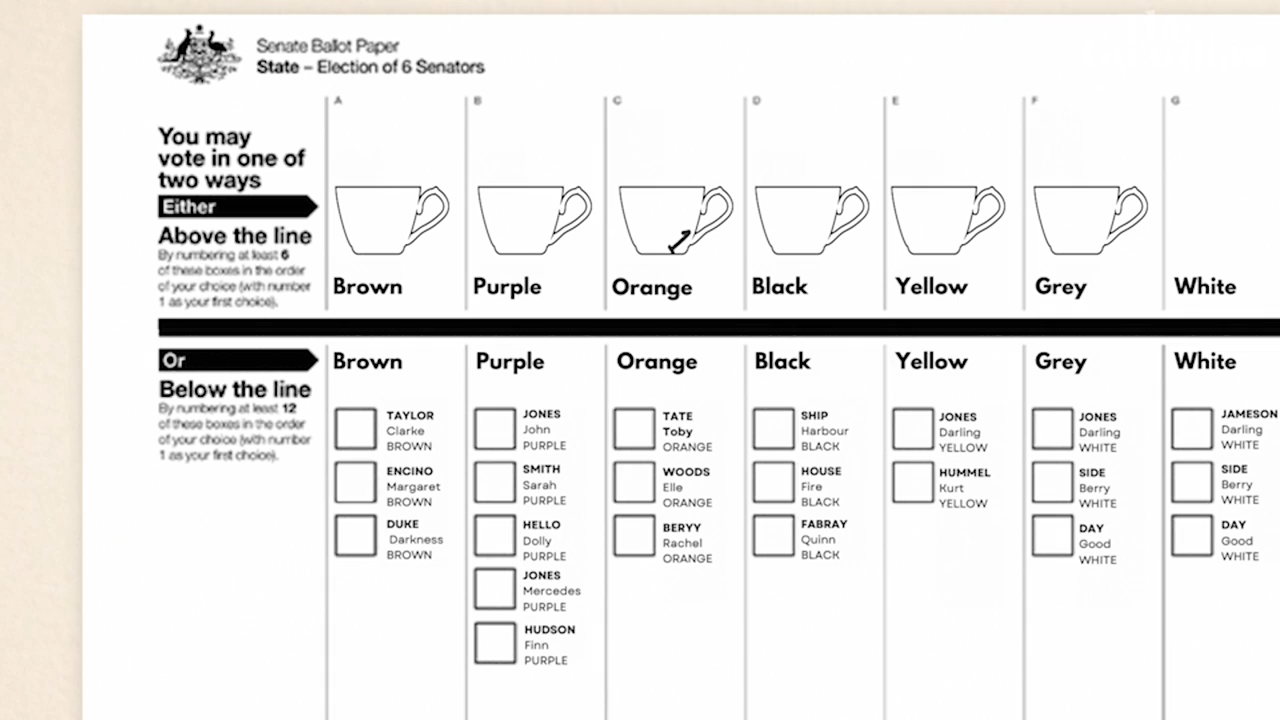 Senate Ballot Paper
State – Election of 6 Senators
You may
vote in one of
two ways
Either
Above the line
By numbering at least 6
of these boxes in the order
of your choice (with number
1 as your first choice).
A
B
C
D
E
F
G
1
Brown
Purple
Orange
Black
Yellow
Grey
White
Or
Below the line
By numbering at least 12
of these boxes in the order
of your choice (with number
1 as your first choice).
Brown
TAYLOR
Clarke
BROWN
ENCINO
Margaret
BROWN
DUKE
Darkness
BROWN
Purple
JONES
John
PURPLE
SMITH
Sarah
PURPLE
HELLO
Dolly
PURPLE
JONES
Mercedes
PURPLE
HUDSON
Finn
PURPLE
Orange
TATE
Toby
ORANGE
WOODS
Elle
ORANGE
BERYY
Rachel
ORANGE
Black
SHIP
Harbour
BLACK
HOUSE
Fire
BLACK
FABRAY
Quinn
BLACK
Yellow
JONES
Darling
YELLOW
HUMMEL
Kurt
YELLOW
Grey
JONES
Darling
WHITE
SIDE
Berry
WHITE
DAY
Good
WHITE
White
JAMESON
Darling
WHITE
SIDE
Berry
WHITE
DAY
Good
WHITE